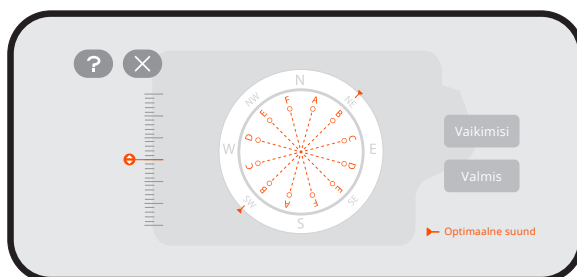 ?
N
NW
NE
F
A
E
B
D
C
W
E
C
D
B
E
A
F
SW
SE
S
Vaikimisi
Valmis
Optimaalne suund